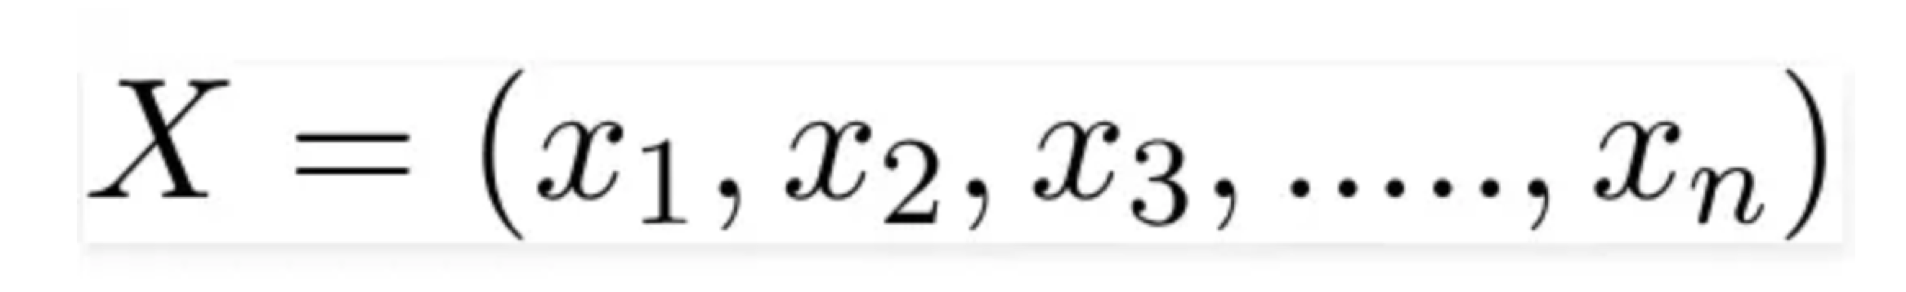 X = (x₁, x₂, x₃, ....., xₙ)